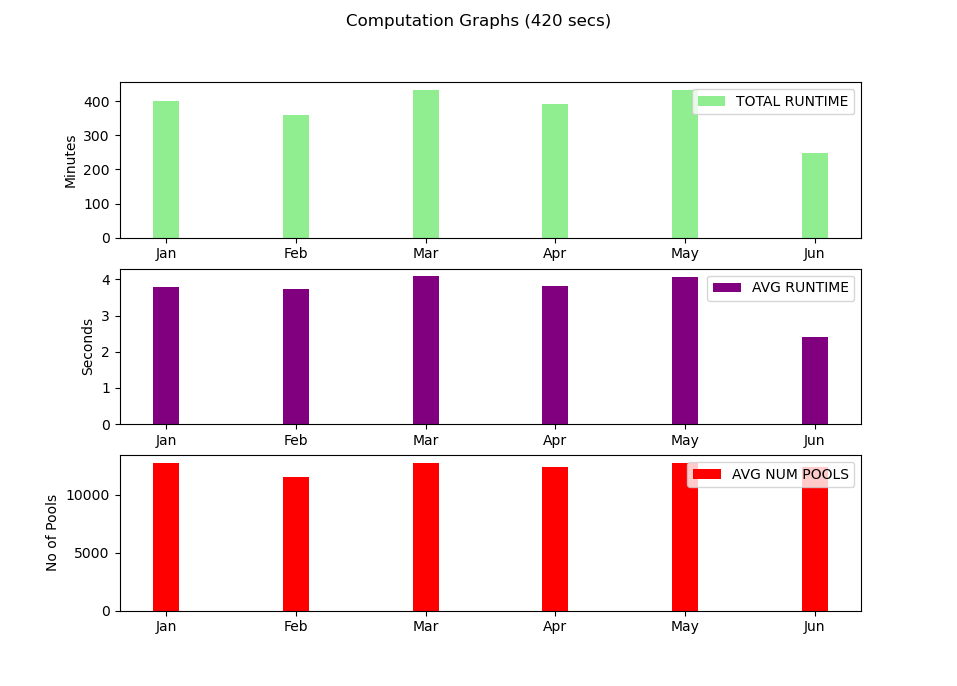 Computation Graphs (420 secs)
400
300
200
100
0
Minutes
TOTAL RUNTIME
Jan Feb Mar Apr May Jun
4
3
2
1
0
Seconds
AVG RUNTIME
Jan Feb Mar Apr May Jun
10000
5000
0
No of Pools
AVG NUM POOLS
Jan Feb Mar Apr May Jun